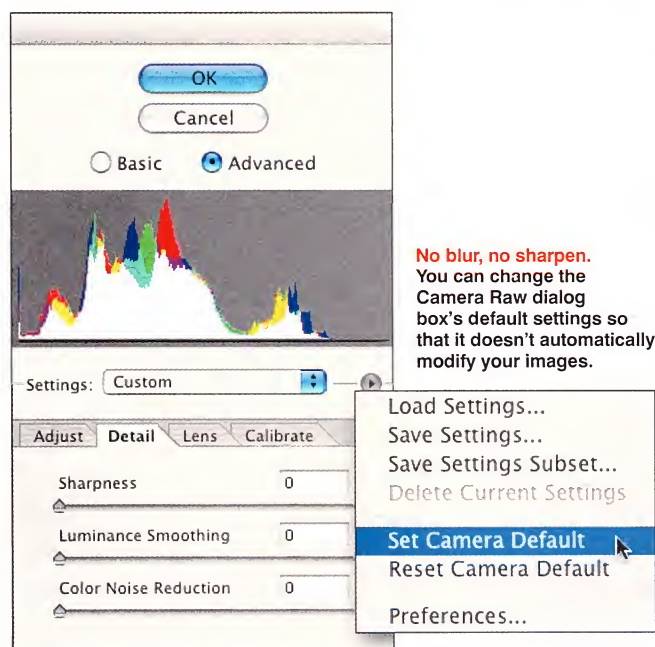 OK
Cancel
Basic Advanced
No blur, no sharpen.
You can change the
Camera Raw dialog
box's default settings so
that it doesn't automatically
modify your images.
Settings: Custom
Adjust Detail Lens Calibrate
Sharpness 0
Luminance Smoothing 0
Color Noise Reduction 0
Load Settings...
Save Settings...
Save Settings Subset...
Delete Current Settings
Set Camera Default
Reset Camera Default
Preferences...